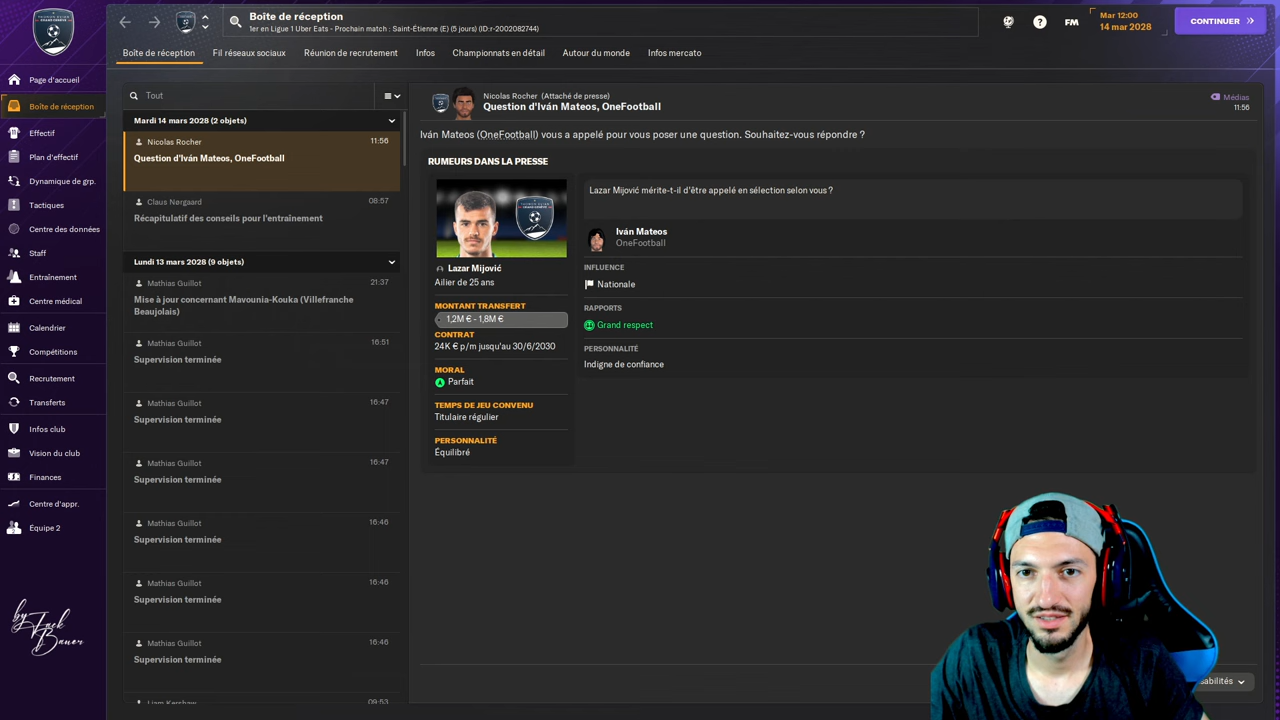 Boîte de réception
1er en Ligue 1 Uber Eats - Prochain match : Saint-Étienne (E) (5 jours) (ID:r-2002082744)
FM
Mar 12:00
14 mar 2028
CONTINUER
Boîte de réception
Fil réseaux sociaux
Réunion de recrutement
Infos
Championnats en détail
Autour du monde
Infos mercato
Page d'accueil
Boîte de réception
Effectif
Plan d'effectif
Dynamique de grp.
Tactiques
Centre des données
Staff
Entraînement
Centre médical
Calendrier
Compétitions
Recrutement
Transferts
Infos club
Vision du club
Finances
Centre d'appr.
Équipe 2
by Jack Bauer
Tout
Mardi 14 mars 2028 (2 objets)
Nicolas Rocher 11:56
Question d'Iván Mateos, OneFootball
Claus Nørgaard 08:57
Récapitulatif des conseils pour l'entraînement
Lundi 13 mars 2028 (9 objets)
Mathias Guillot 21:37
Mise à jour concernant Mavounia-Kouka (Villefranche
Beaujolais)
Mathias Guillot 16:51
Supervision terminée
Mathias Guillot 16:47
Supervision terminée
Mathias Guillot 16:47
Supervision terminée
Mathias Guillot 16:46
Supervision terminée
Mathias Guillot 16:46
Supervision terminée
Mathias Guillot 16:46
Supervision terminée
Liam Kershaw 09:53
Nicolas Rocher (Attaché de presse)
Question d'Iván Mateos, OneFootball
Médias
11:56
Iván Mateos (OneFootball) vous a appelé pour vous poser une question. Souhaitez-vous répondre ?
RUMEURS DANS LA PRESSE
Lazar Mijović
Ailier de 25 ans
MONTANT TRANSFERT
1,2M € - 1,8M €
CONTRAT
24K € p/m jusqu'au 30/6/2030
MORAL
Parfait
TEMPS DE JEU CONVENU
Titulaire régulier
PERSONNALITÉ
Équilibré
Lazar Mijović mérite-t-il d'être appelé en sélection selon vous ?
Iván Mateos
OneFootball
INFLUENCE
Nationale
RAPPORTS
Grand respect
PERSONNALITÉ
Indigne de confiance
sabilités